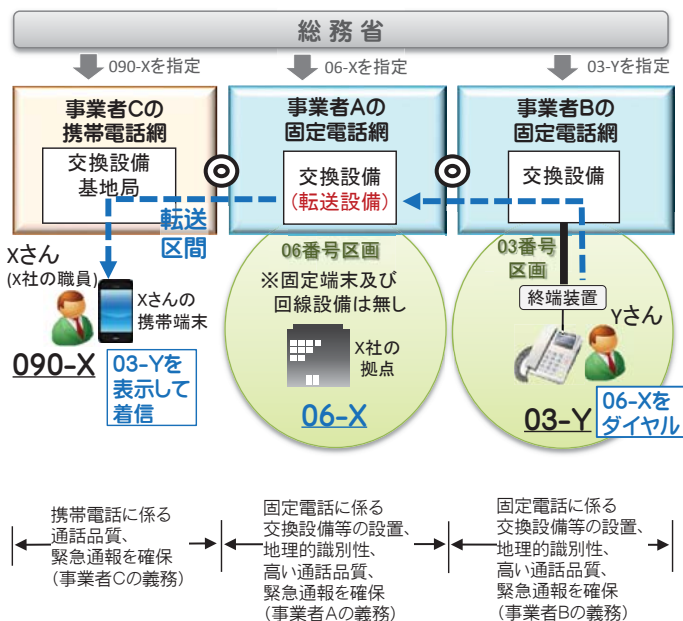 総務省
090-Xを指定
06-Xを指定
03-Yを指定
事業者Cの
携帯電話網
交換設備
基地局
事業者Aの
固定電話網
交換設備
(転送設備)
事業者Bの
固定電話網
交換設備
転送
区間
Xさん
(X社の職員)
Xさんの
携帯端末
090-X
03-Yを
表示して
着信
06番号区画
※固定端末及び
回線設備は無し
X社の
拠点
06-X
03番号
区画
終端装置
Yさん
03-Y
06-Xを
ダイヤル
携帯電話に係る
通話品質、
緊急通報を確保
(事業者Cの義務)
固定電話に係る
交換設備等の設置、
地理的識別性、
高い通話品質、
緊急通報を確保
(事業者Aの義務)
固定電話に係る
交換設備等の設置、
地理的識別性、
高い通話品質、
緊急通報を確保
(事業者Bの義務)